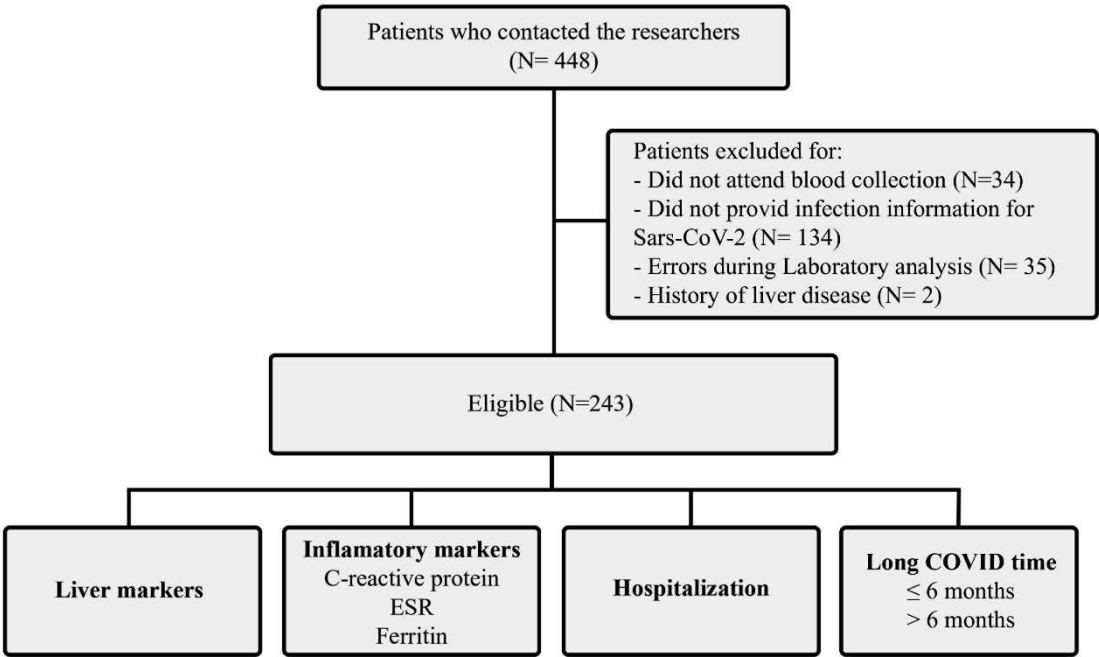 Patients who contacted the researchers
(N= 448)
Patients excluded for:
- Did not attend blood collection (N=34)
- Did not provid infection information for
Sars-CoV-2 (N= 134)
- Errors during Laboratory analysis (N= 35)
- History of liver disease (N= 2)
Eligible (N=243)
Liver markers
Inflamatory markers
C-reactive protein
ESR
Ferritin
Hospitalization
Long COVID time
≤ 6 months
> 6 months